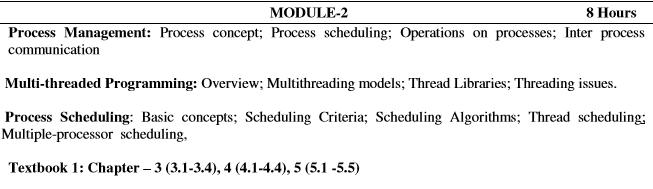 MODULE-2 8 Hours
Process Management: Process concept; Process scheduling; Operations on processes; Inter process
communication
Multi-threaded Programming: Overview; Multithreading models; Thread Libraries; Threading issues.
Process Scheduling: Basic concepts; Scheduling Criteria; Scheduling Algorithms; Thread scheduling;
Multiple-processor scheduling,
Textbook 1: Chapter – 3 (3.1-3.4), 4 (4.1-4.4), 5 (5.1 -5.5)